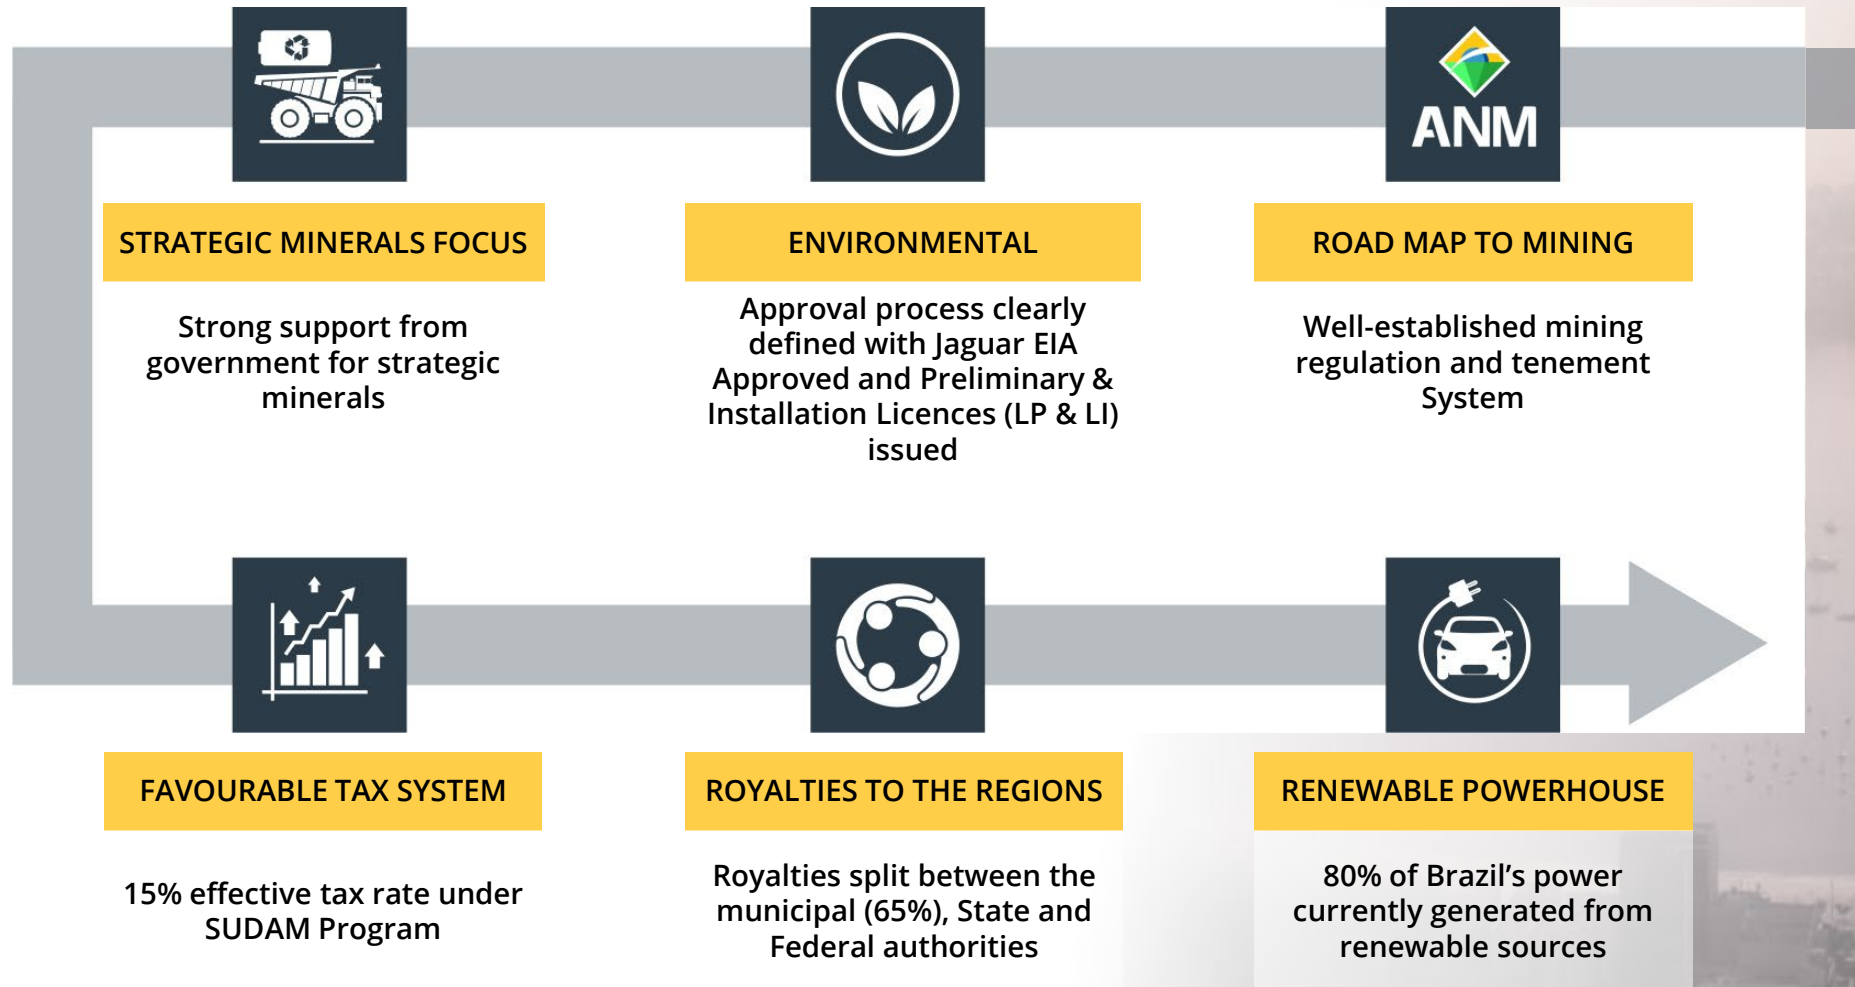 ANM
STRATEGIC MINERALS FOCUS
Strong support from
government for strategic
minerals
ENVIRONMENTAL
Approval process clearly
defined with Jaguar EIA
Approved and Preliminary &
Installation Licences (LP & LI)
issued
ROAD MAP TO MINING
Well-established mining
regulation and tenement
System
FAVOURABLE TAX SYSTEM
15% effective tax rate under
SUDAM Program
ROYALTIES TO THE REGIONS
Royalties split between the
municipal (65%), State and
Federal authorities
RENEWABLE POWERHOUSE
80% of Brazil’s power
currently generated from
renewable sources